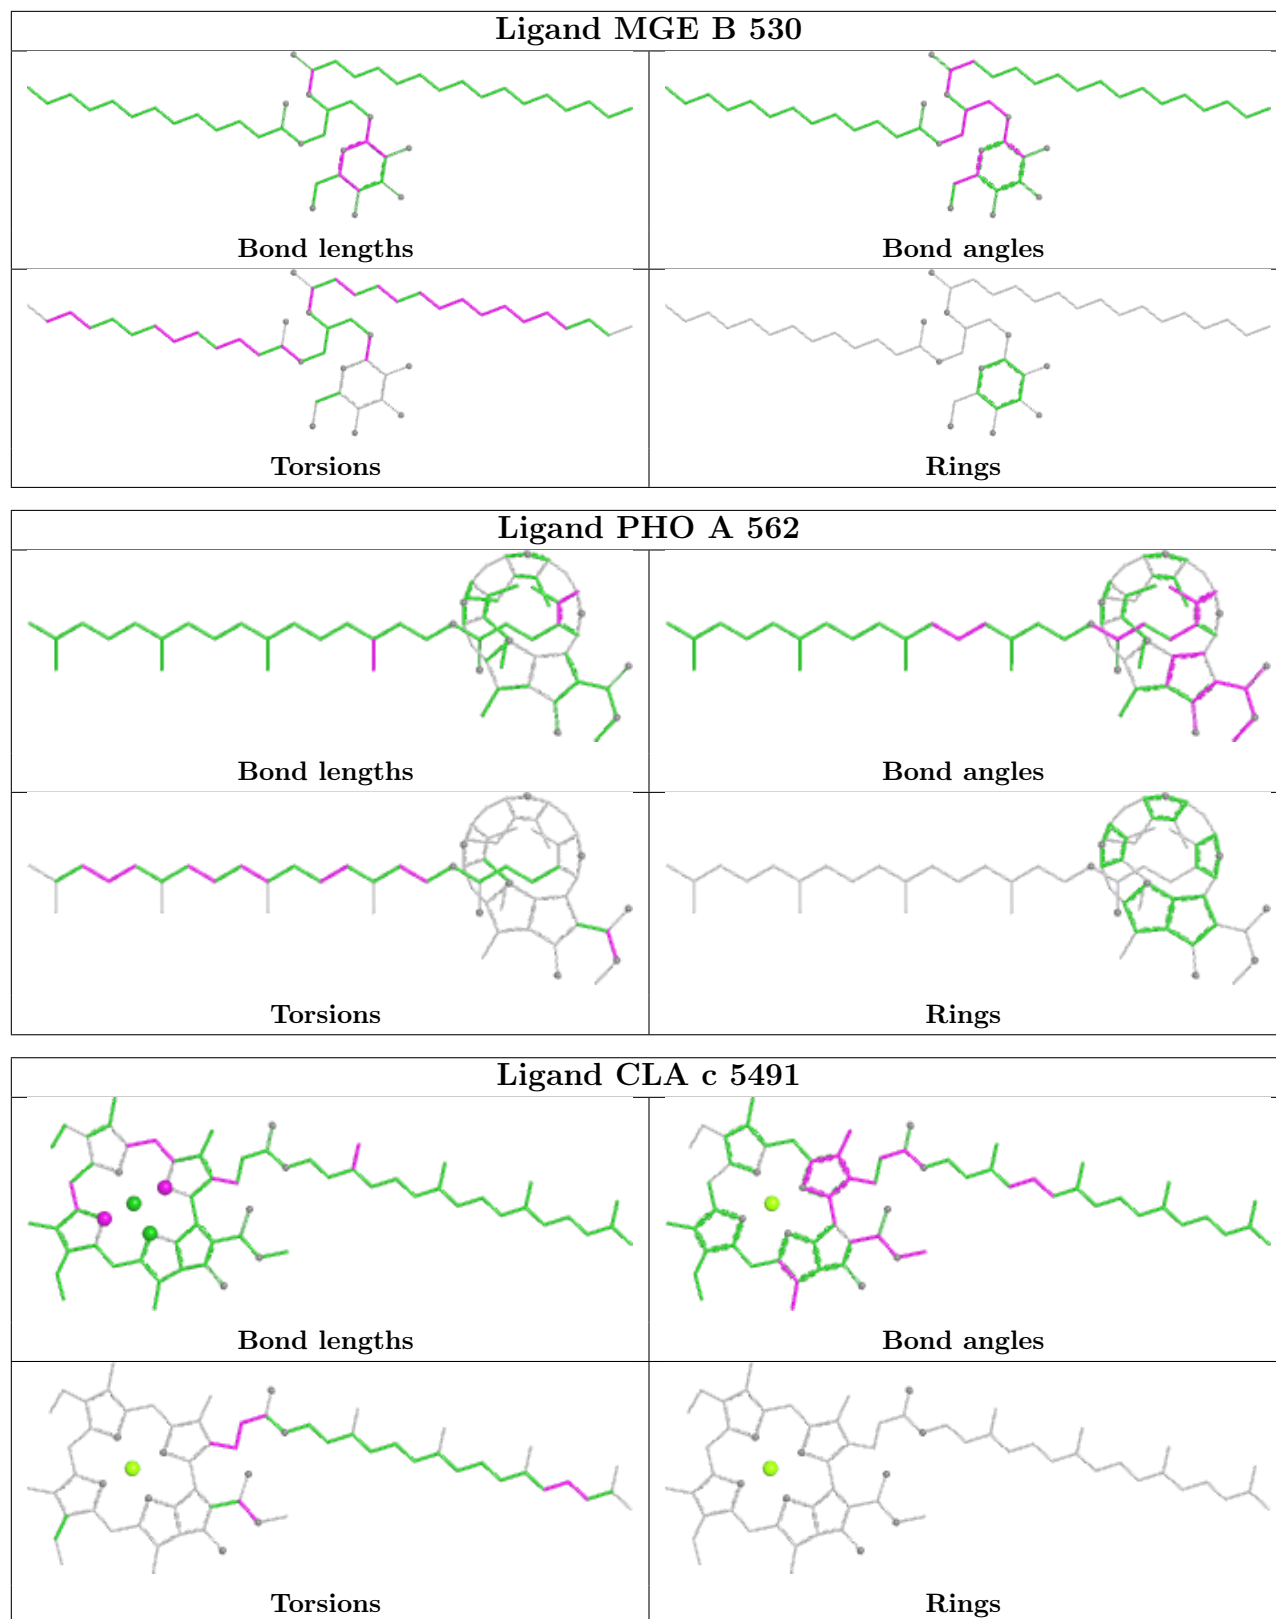 Ligand MGE B 530
Bond lengths
Bond angles
Torsions
Rings
Ligand PHO A 562
Bond lengths
Bond angles
Torsions
Rings
Ligand CLA c 5491
Bond lengths
Bond angles
Torsions
Rings